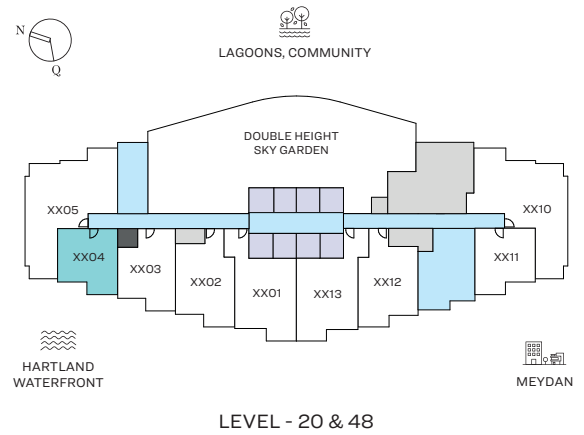 N
Q
LAGOONS, COMMUNITY
DOUBLE HEIGHT
SKY GARDEN
XX05
XX10
XX04
XX03
XX02
XX01
XX13
XX12
XX11
HARTLAND
WATERFRONT
MEYDAN
LEVEL - 20 & 48